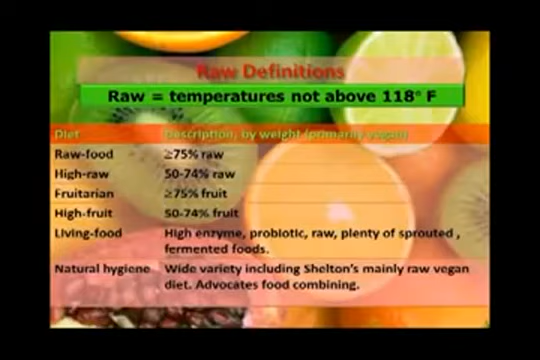 Raw Definitions
Raw = temperatures not above 118° F
Diet Description, by weight (primarily vegan)
Raw-food ≥75% raw
High-raw 50-74% raw
Fruitarian ≥75% fruit
High-fruit 50-74% fruit
Living-food High enzyme, probiotic, raw, plenty of sprouted ,
fermented foods.
Natural hygiene Wide variety including Shelton's mainly raw vegan
diet. Advocates food combining.